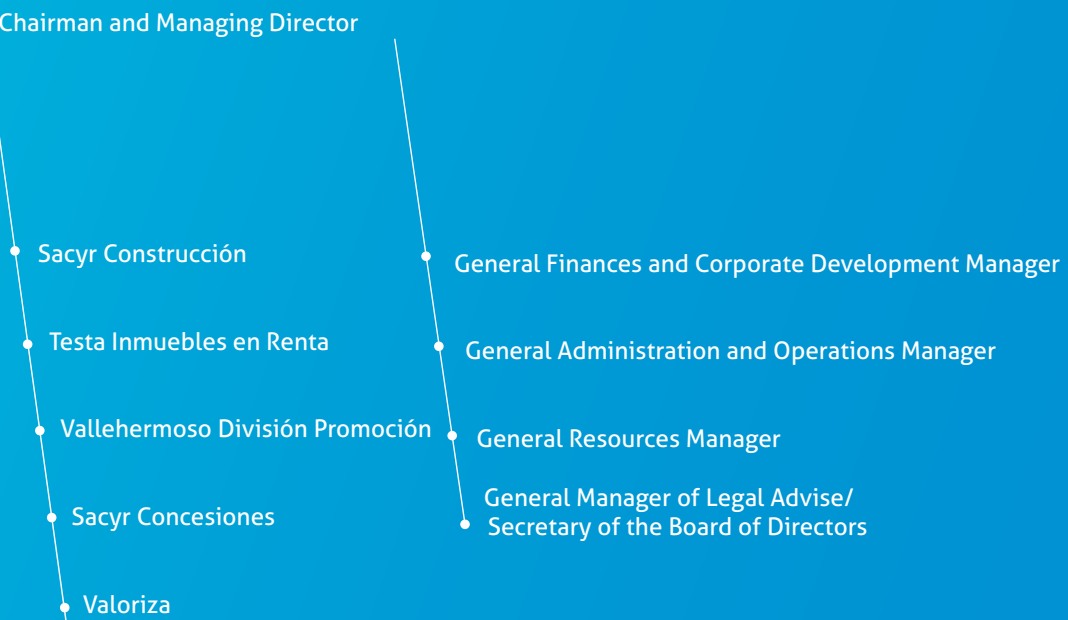 Chairman and Managing Director
Sacyr Construcción
Testa Inmuebles en Renta
Vallehermoso División Promoción
Sacyr Concesiones
Valoriza
General Finances and Corporate Development Manager
General Administration and Operations Manager
General Resources Manager
General Manager of Legal Advise/
Secretary of the Board of Directors